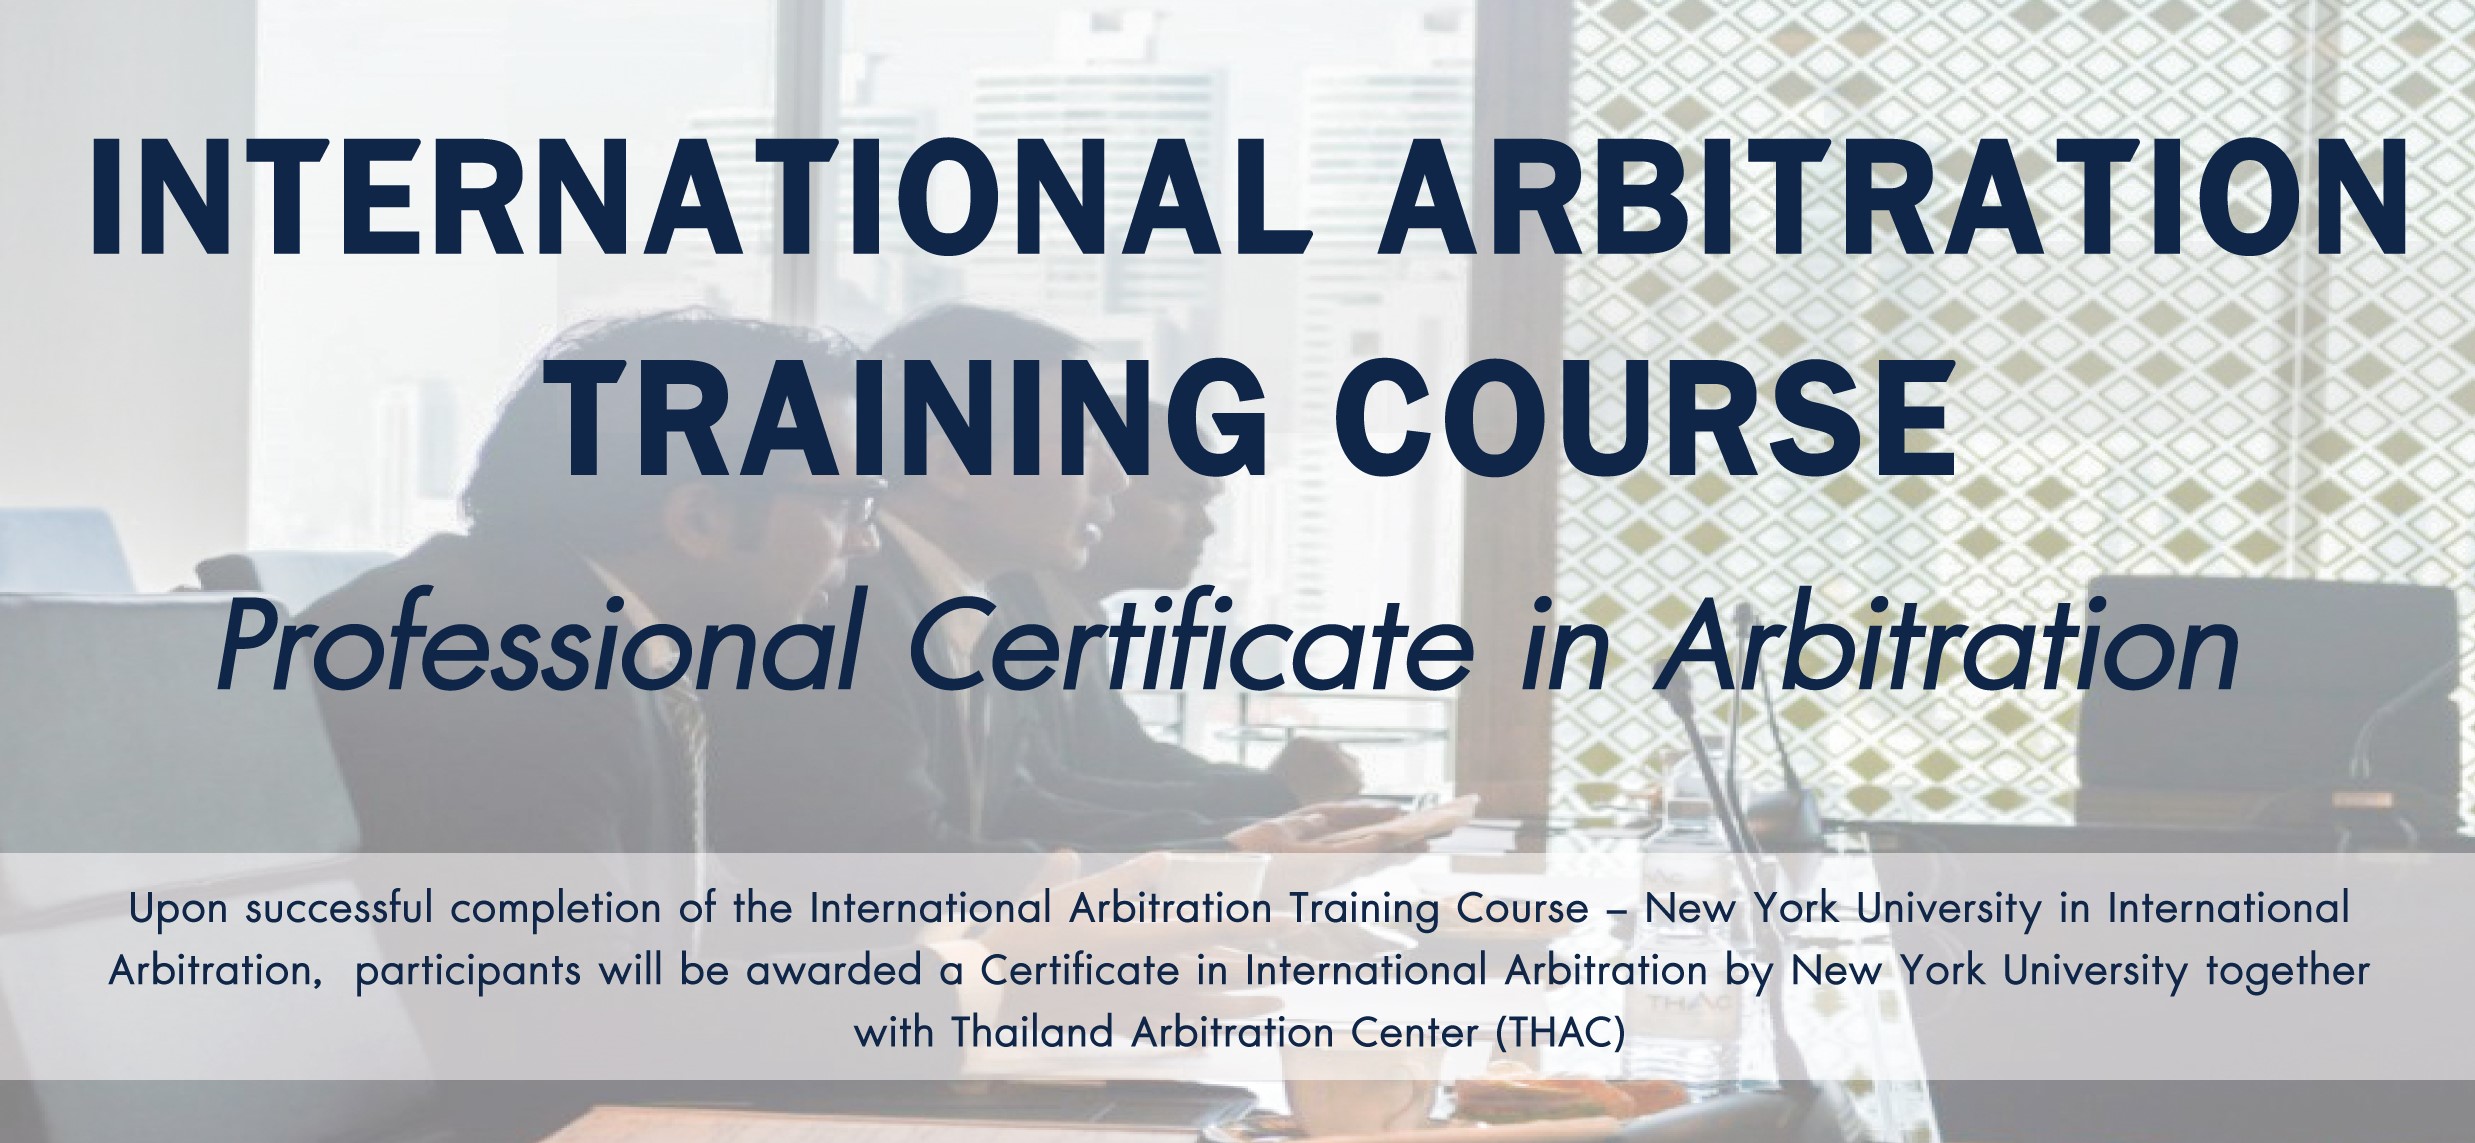 INTERNATIONAL ARBITRATION
TRAINING COURSE
Professional Certificate in Arbitration
Upon successful completion of the International Arbitration Training Course – New York University in International
Arbitration, participants will be awarded a Certificate in International Arbitration by New York University together
with Thailand Arbitration Center (THAC)
THAC